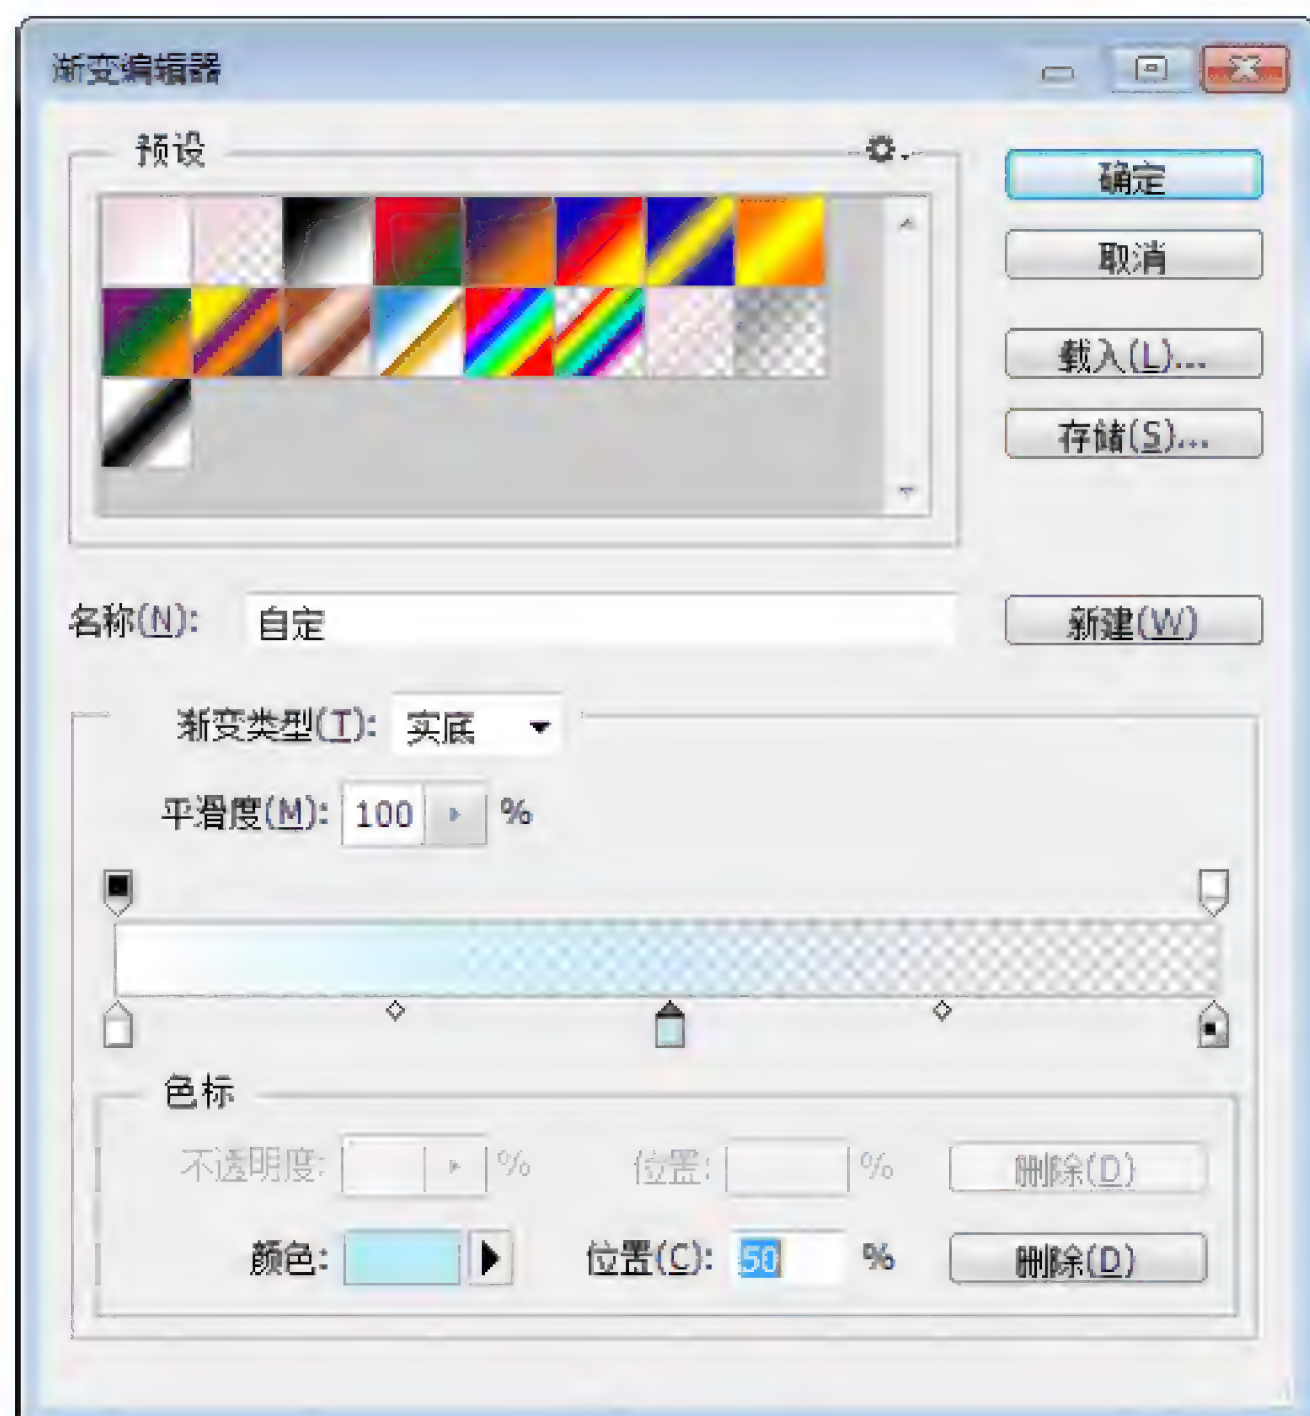 渐变编辑器
预设
确定
取消
载入(L)...
存储(S)...
名称(N): 自定 新建(W)
渐变类型(T): 实底
平滑度(M): 100 %
色标
不透明度: % 位置: % 删除(D)
颜色: 位置(C): 50 % 删除(D)